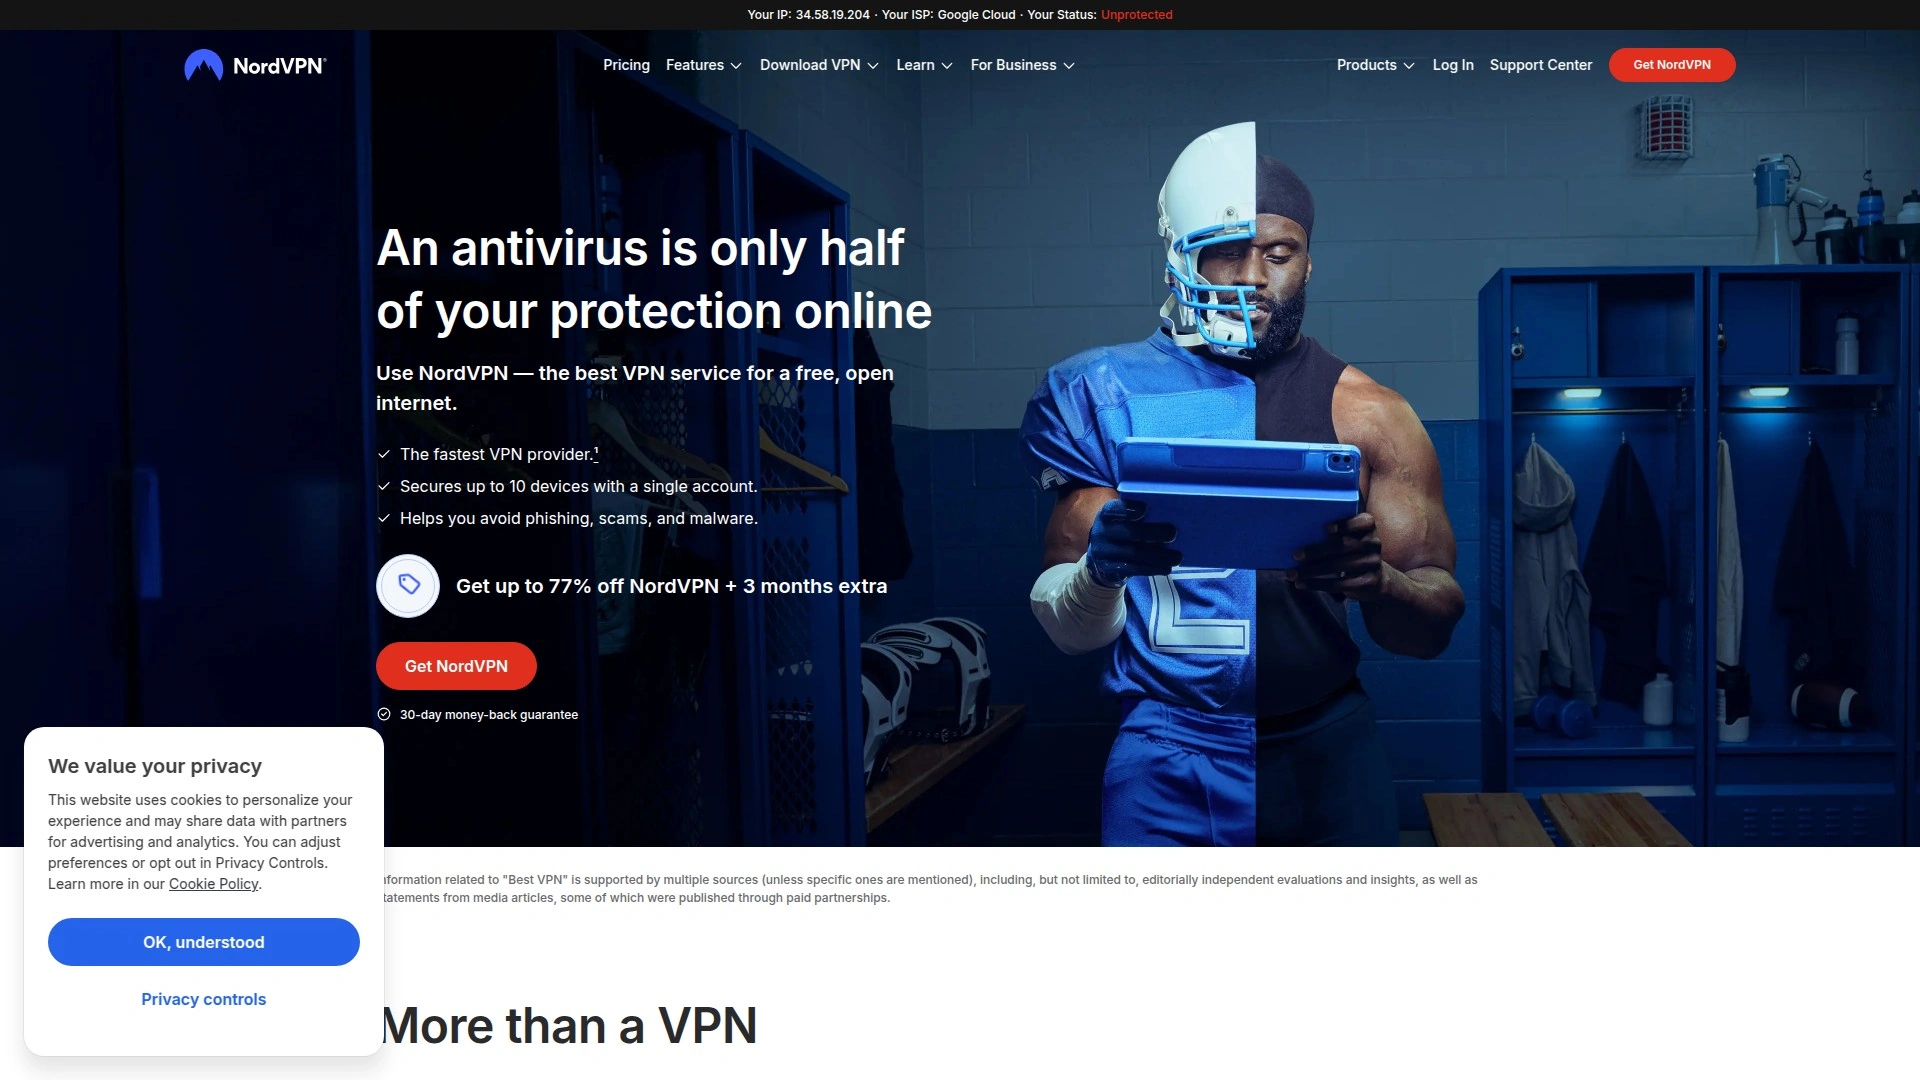 Your IP: 34.58.19.204 · Your ISP: Google Cloud · Your Status: Unprotected
NordVPN®
Pricing
Features
Download VPN
Learn
For Business
Products
Log In
Support Center
Get NordVPN
An antivirus is only half
of your protection online
Use NordVPN — the best VPN service for a free, open
internet.
The fastest VPN provider.¹
Secures up to 10 devices with a single account.
Helps you avoid phishing, scams, and malware.
Get up to 77% off NordVPN + 3 months extra
Get NordVPN
30-day money-back guarantee
2
We value your privacy
This website uses cookies to personalize your
experience and may share data with partners
for advertising and analytics. You can adjust
preferences or opt out in Privacy Controls.
Learn more in our Cookie Policy.
OK, understood
Privacy controls
nformation related to "Best VPN" is supported by multiple sources (unless specific ones are mentioned), including, but not limited to, editorially independent evaluations and insights, as well as
tatements from media articles, some of which were published through paid partnerships.
More than a VPN